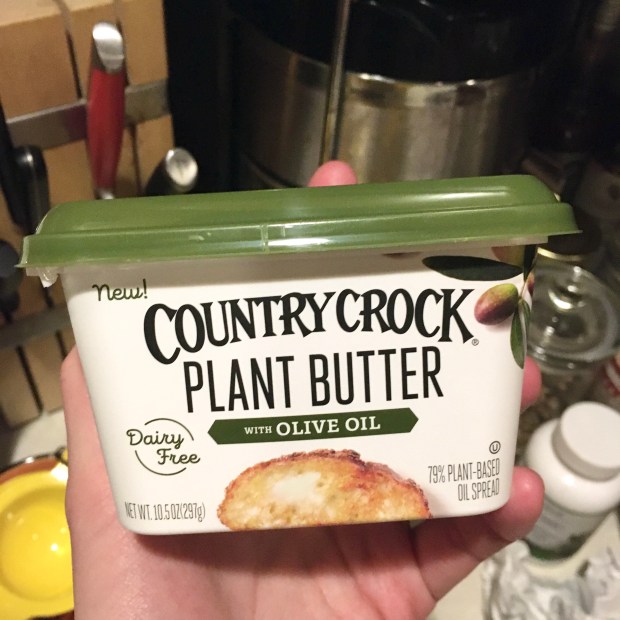 New!
COUNTRY CROCK®
PLANT BUTTER
WITH OLIVE OIL
Dairy
Free
U
79% PLANT-BASED
OIL SPREAD
NET WT. 10.5 OZ (297g)